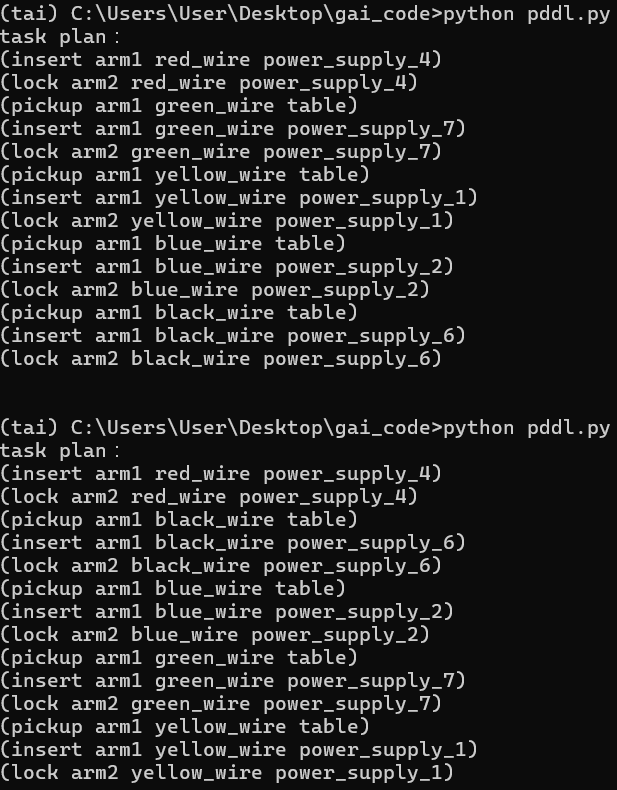 (tai) C:\Users\User\Desktop\gai_code>python pddl.py
task plan：
(insert arm1 red_wire power_supply_4)
(lock arm2 red_wire power_supply_4)
(pickup arm1 green_wire table)
(insert arm1 green_wire power_supply_7)
(lock arm2 green_wire power_supply_7)
(pickup arm1 yellow_wire table)
(insert arm1 yellow_wire power_supply_1)
(lock arm2 yellow_wire power_supply_1)
(pickup arm1 blue_wire table)
(insert arm1 blue_wire power_supply_2)
(lock arm2 blue_wire power_supply_2)
(pickup arm1 black_wire table)
(insert arm1 black_wire power_supply_6)
(lock arm2 black_wire power_supply_6)
(tai) C:\Users\User\Desktop\gai_code>python pddl.py
task plan：
(insert arm1 red_wire power_supply_4)
(lock arm2 red_wire power_supply_4)
(pickup arm1 black_wire table)
(insert arm1 black_wire power_supply_6)
(lock arm2 black_wire power_supply_6)
(pickup arm1 blue_wire table)
(insert arm1 blue_wire power_supply_2)
(lock arm2 blue_wire power_supply_2)
(pickup arm1 green_wire table)
(insert arm1 green_wire power_supply_7)
(lock arm2 green_wire power_supply_7)
(pickup arm1 yellow_wire table)
(insert arm1 yellow_wire power_supply_1)
(lock arm2 yellow_wire power_supply_1)